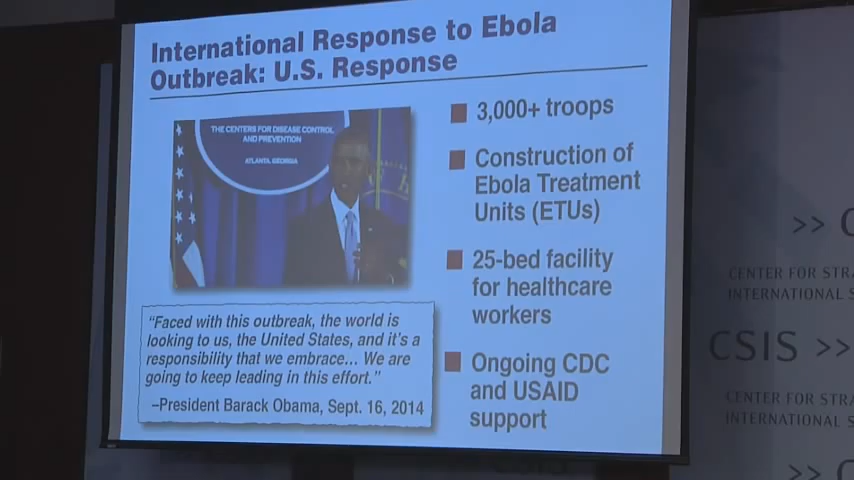 International Response to Ebola
Outbreak: U.S. Response
THE CENTERS FOR DISEASE CONTROL
AND PREVENTION
ATLANTA, GEORGIA
"Faced with this outbreak, the world is
looking to us, the United States, and it's a
responsibility that we embrace... We are
going to keep leading in this effort."
–President Barack Obama, Sept. 16, 2014
3,000+ troops
Construction of
Ebola Treatment
Units (ETUs)
25-bed facility
for healthcare
workers
Ongoing CDC
and USAID
support
>> C
CENTER FOR STRA
INTERNATIONAL S
CSIS >>
CENTER FOR STRA
INTERNATIONAL S
>> C